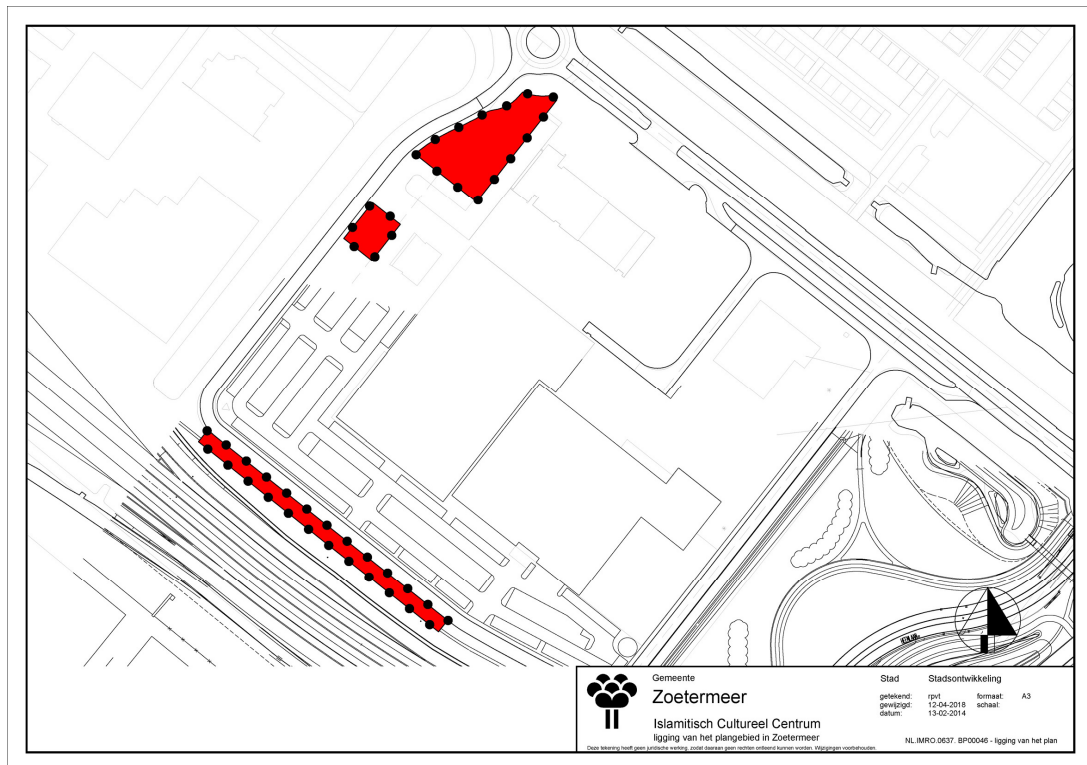 Gemeente
Zoetermeer
Islamitisch Cultureel Centrum
ligging van het plangebied in Zoetermeer
Deze tekening heeft geen juridische werking, zodat daaraan geen rechten ontleend kunnen worden. Wijzigingen voorbehouden.
Stad Stadsontwikkeling
getekend: rpvt formaat: A3
gewijzigd: 12-04-2018 schaal:
datum: 13-02-2014
NL.IMRO.0637. BP00046 - ligging van het plan